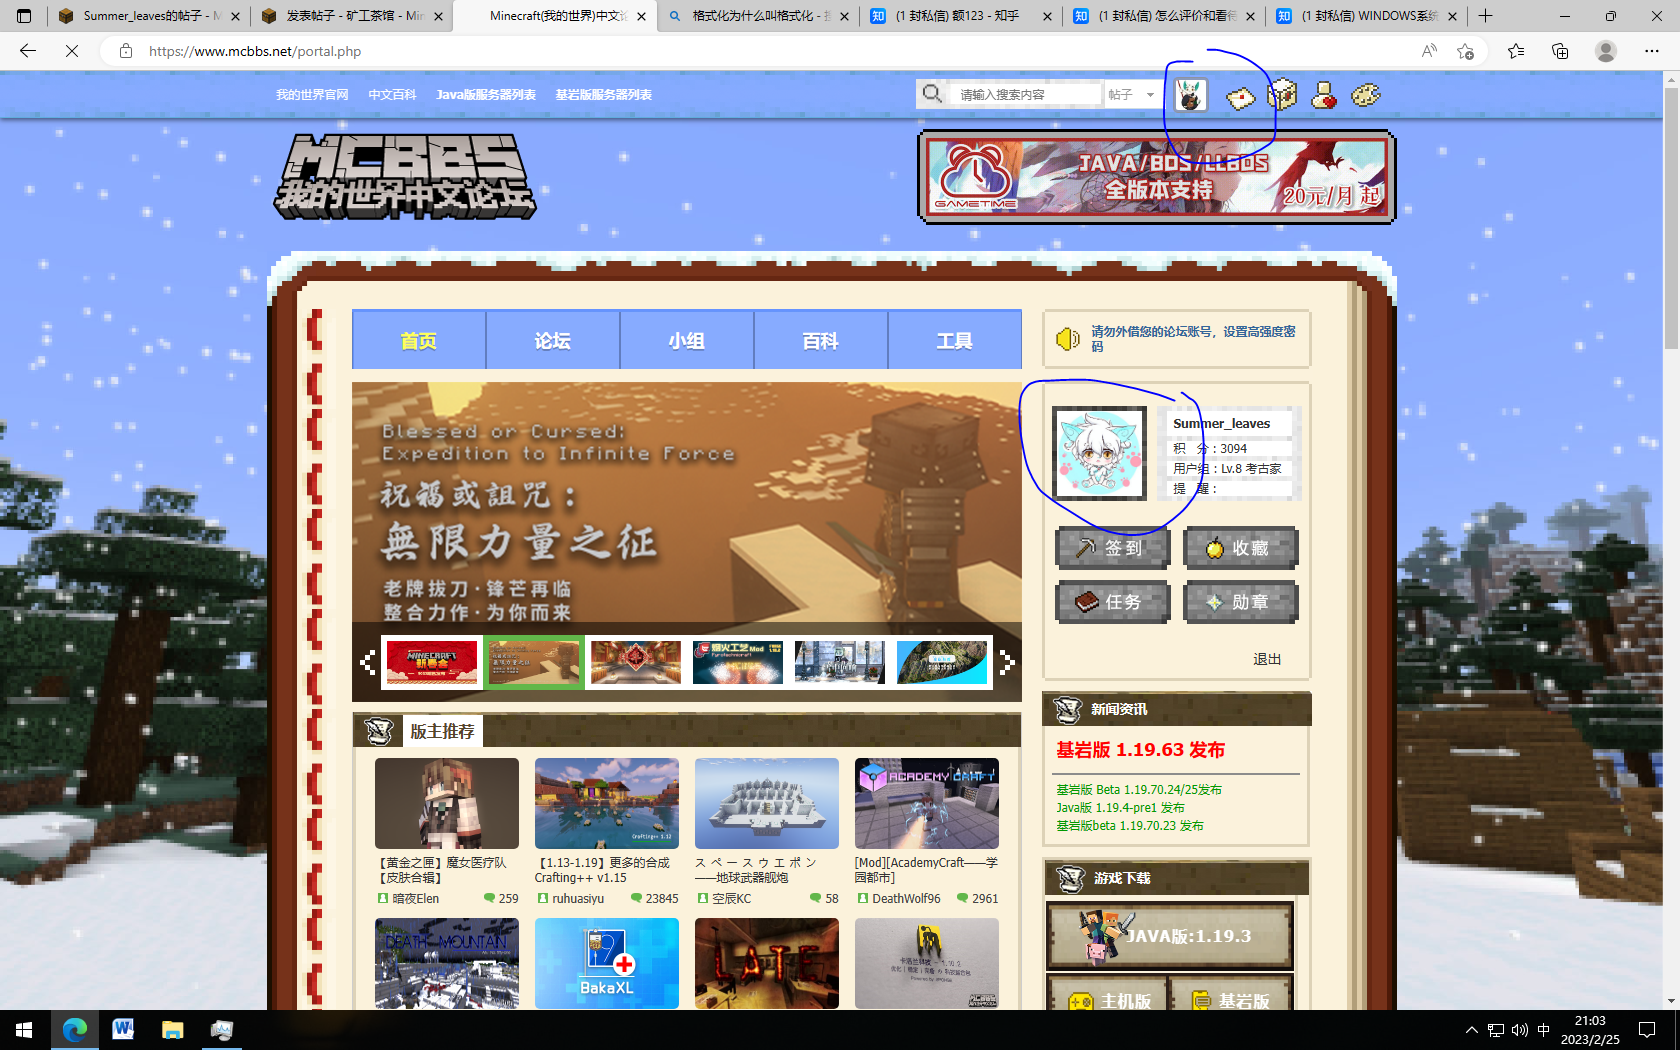 Summer_leaves的帖子 - M
发表帖子 - 矿工茶馆 - Min
Minecraft(我的世界)中文论
格式化为什么叫格式化 - 搜
(1 封私信) 额123 - 知乎
(1 封私信) 怎么评价和看待
(1 封私信) WINDOWS系统
https://www.mcbbs.net/portal.php
我的世界官网 中文百科 Java版服务器列表 基岩版服务器列表
请输入搜索内容 帖子
MCBBS
我的世界中文论坛
JAVA/BDS/LLBDS
全版本支持
GAMETIME
20元/月 起
首页 论坛 小组 百科 工具
请勿外借您的论坛账号，设置高强度密
码
Blessed or Cursed:
Expedition to Infinite Force
祝福或詛咒：
無限力量之征
老牌拔刀·锋芒再临
整合力作·为你而来
Summer_leaves
积 分 : 3094
用户组 : Lv.8 考古家
提 醒 :
签到 收藏
任务 勋章
退出
版主推荐
【黄金之匣】魔女医疗队
【皮肤合辑】
暗夜Elen 259
Crafting++ 1.12
【1.13-1.19】更多的合成
Crafting++ v1.15
ruhuasiyu 23845
スペースウエポン
——地球武器舰炮
空辰KC 58
ACADEMY CRAFT
[Mod][AcademyCraft——学
园都市]
DeathWolf96 2961
DEATH MOUNTAIN
BakaXL
LATE
新闻资讯
基岩版 1.19.63 发布
基岩版 Beta 1.19.70.24/25发布
Java版 1.19.4-pre1 发布
基岩版beta 1.19.70.23 发布
游戏下载
JAVA版:1.19.3
主机版 基岩版
中
21:03
2023/2/25